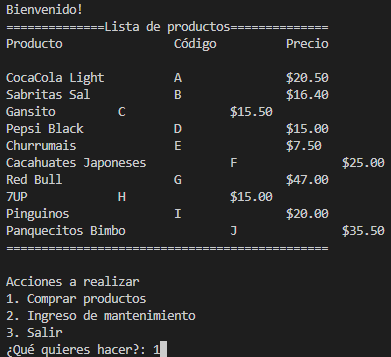 Bienvenido!
==============Lista de productos==============
Producto Código Precio
CocaCola Light A $20.50
Sabritas Sal B $16.40
Gansito C $15.50
Pepsi Black D $15.00
Churrumais E $7.50
Cacahuates Japoneses F $25.00
Red Bull G $47.00
7UP H $15.00
Pinguinos I $20.00
Panquecitos Bimbo J $35.50
==============================================
Acciones a realizar
1. Comprar productos
2. Ingreso de mantenimiento
3. Salir
¿Qué quieres hacer?: 1